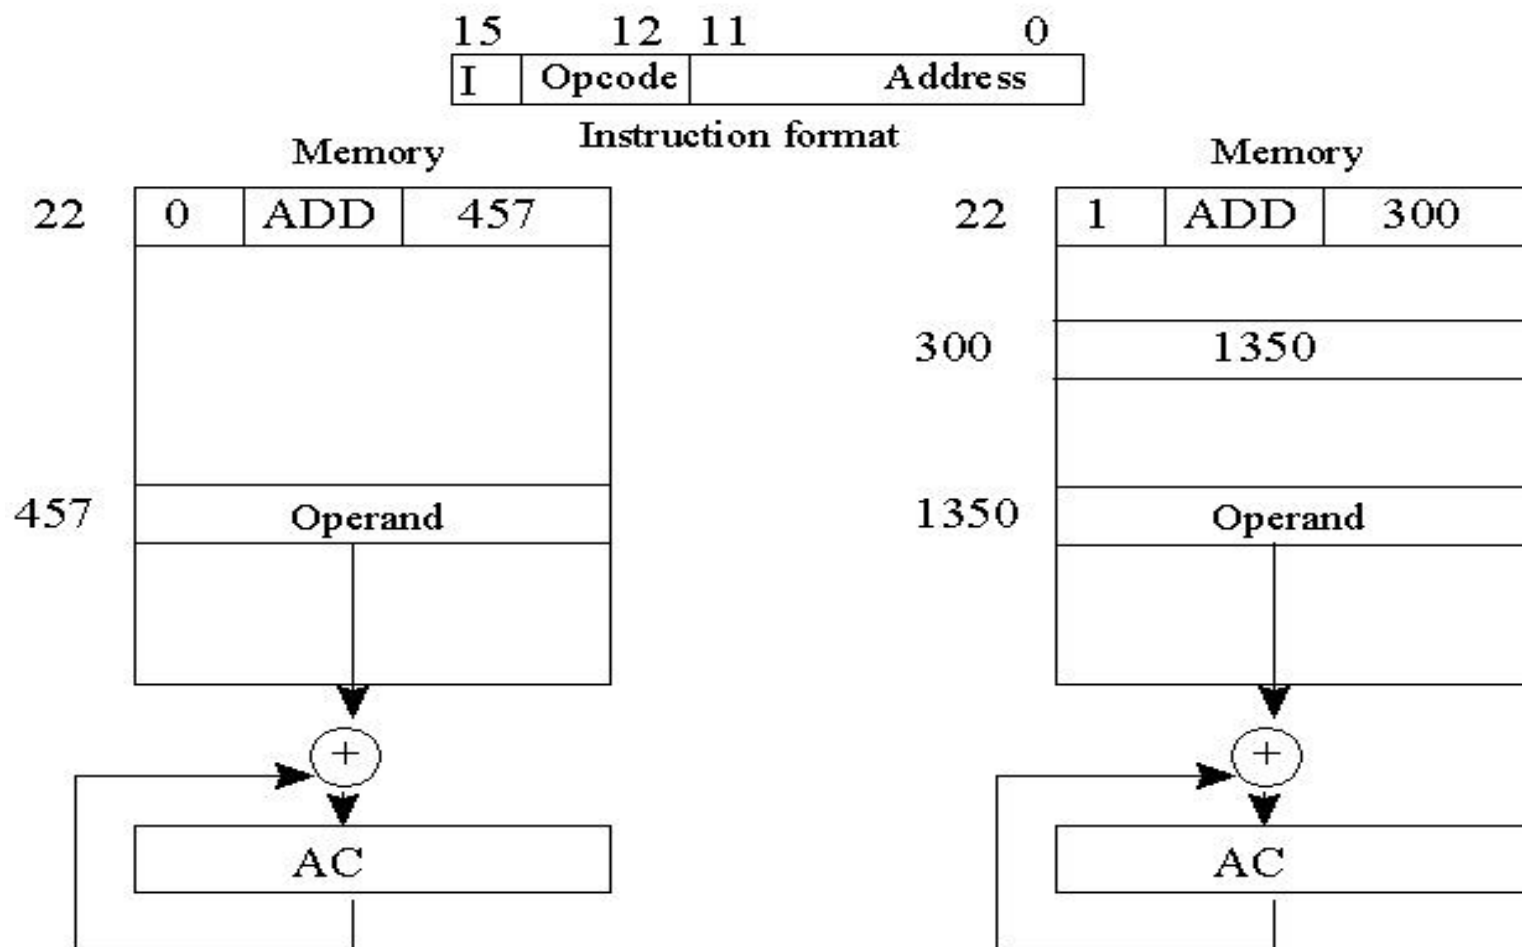 15 12 11 0
I Opcode Address
Instruction format
Memory
22 0 ADD 457
457 Operand
+
AC
Memory
22 1 ADD 300
300 1350
1350 Operand
+
AC